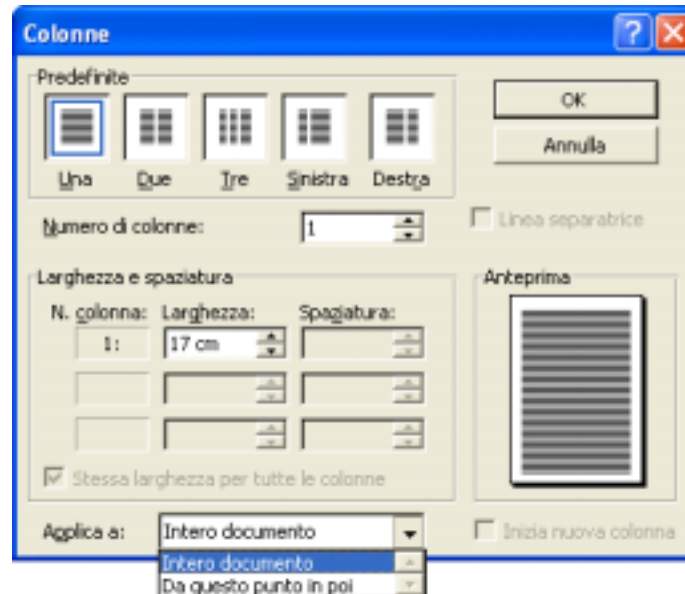 Colonne
Predefinite
Una Due Tre Sinistra Destra
OK
Annulla
Numero di colonne: 1
Linea separatrice
Larghezza e spaziatura
N. colonna: Larghezza: Spaziatura:
1: 17 cm
Stessa larghezza per tutte le colonne
Anteprima
Applica a: Intero documento
Inizia nuova colonna
Intero documento
Da questo punto in poi